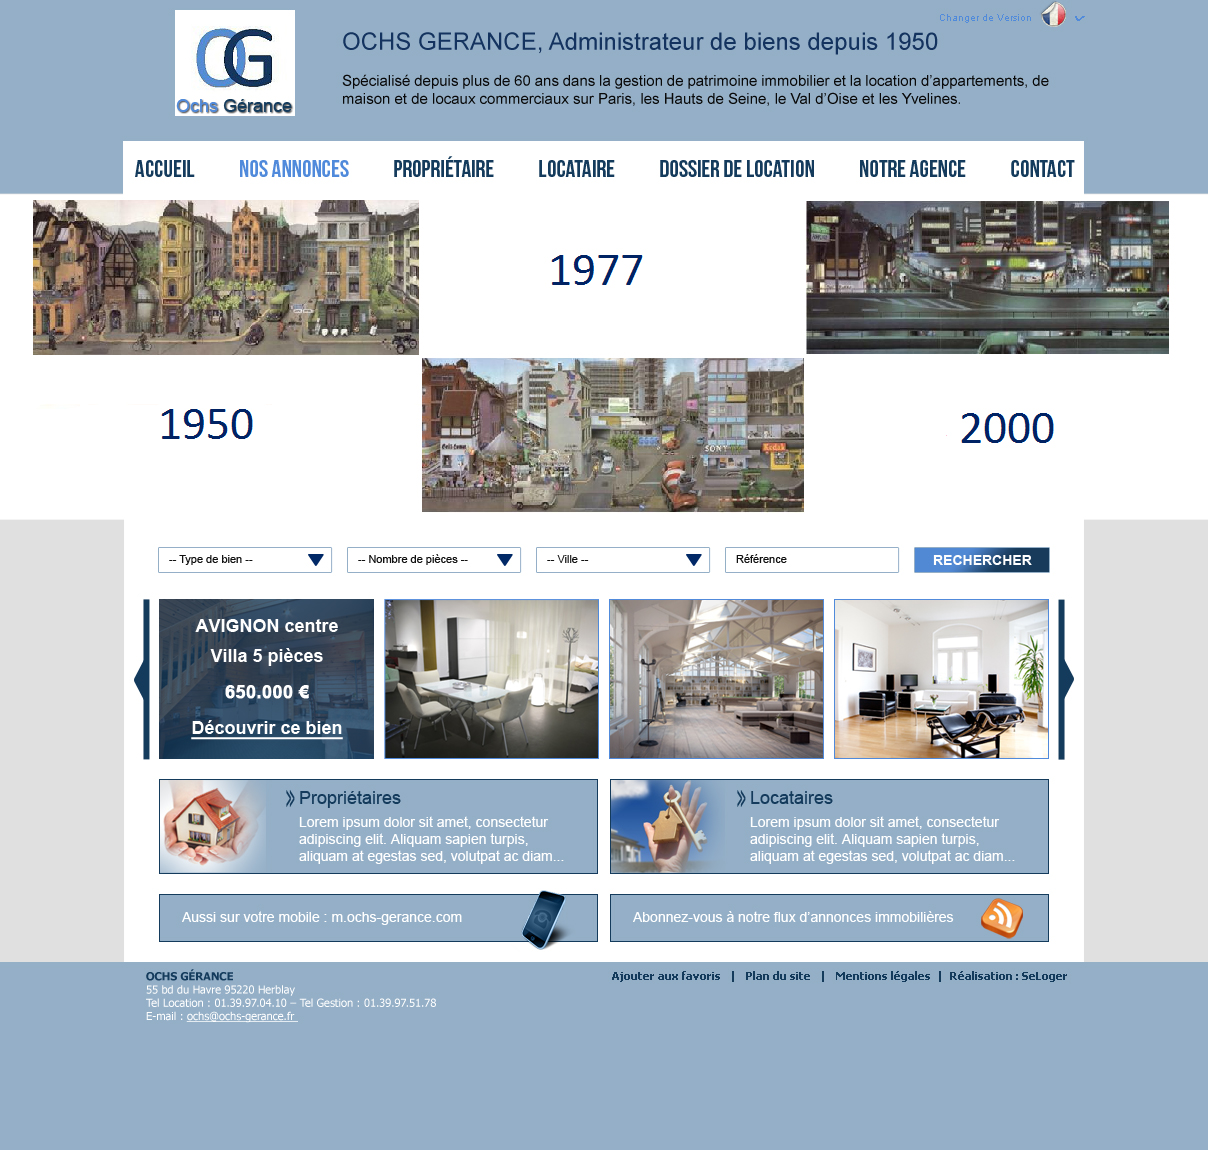 Changer de Version
OG
Ochs Gérance
OCHS GERANCE, Administrateur de biens depuis 1950
Spécialisé depuis plus de 60 ans dans la gestion de patrimoine immobilier et la location d'appartements, de
maison et de locaux commerciaux sur Paris, les Hauts de Seine, le Val d'Oise et les Yvelines.
ACCUEIL NOS ANNONCES PROPRIÉTAIRE LOCATAIRE DOSSIER DE LOCATION NOTRE AGENCE CONTACT
1977
1950
2000
SONY
Kodak
-- Type de bien -- -- Nombre de pièces -- -- Ville -- Référence RECHERCHER
AVIGNON centre
Villa 5 pièces
650.000 €
Découvrir ce bien
Propriétaires
Lorem ipsum dolor sit amet, consectetur
adipiscing elit. Aliquam sapien turpis,
aliquam at egestas sed, volutpat ac diam...
Locataires
Lorem ipsum dolor sit amet, consectetur
adipiscing elit. Aliquam sapien turpis,
aliquam at egestas sed, volutpat ac diam...
Aussi sur votre mobile : m.ochs-gerance.com
Abonnez-vous à notre flux d'annonces immobilières
OCHS GÉRANCE
55 bd du Havre 95220 Herblay
Tel Location : 01.39.97.04.10 – Tel Gestion : 01.39.97.51.78
E-mail : ochs@ochs-gerance.fr
Ajouter aux favoris | Plan du site | Mentions légales | Réalisation : SeLoger